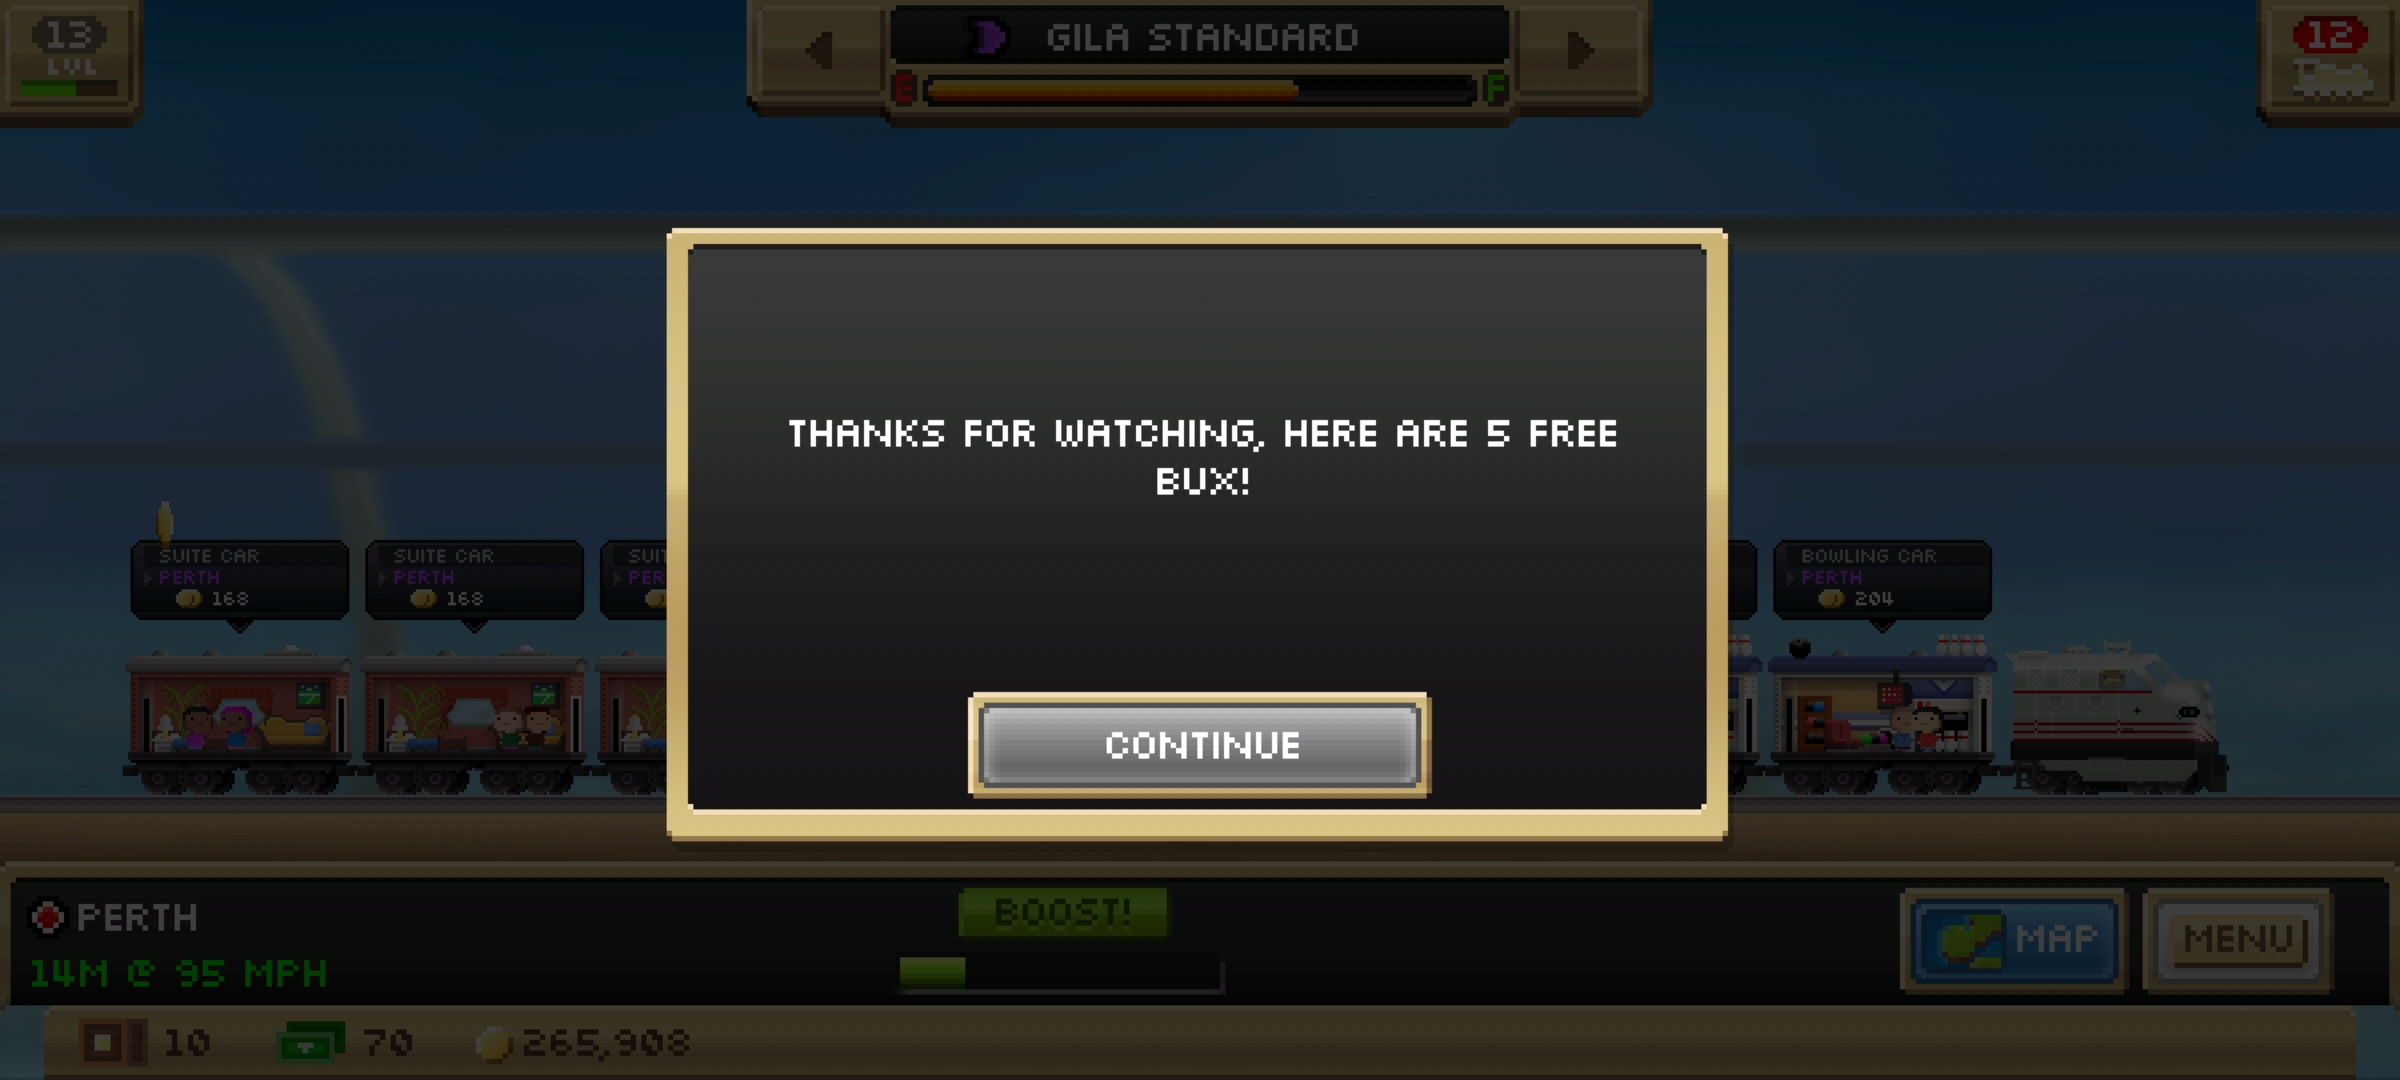 13
LVL
GILA STANDARD
E
F
12
THANKS FOR WATCHING, HERE ARE 5 FREE
BUX!
CONTINUE
SUITE CAR
PERTH
168
SUITE CAR
PERTH
168
BOWLING CAR
PERTH
204
PERTH
14M @ 95 MPH
BOOST!
MAP
MENU
10
70
265,908